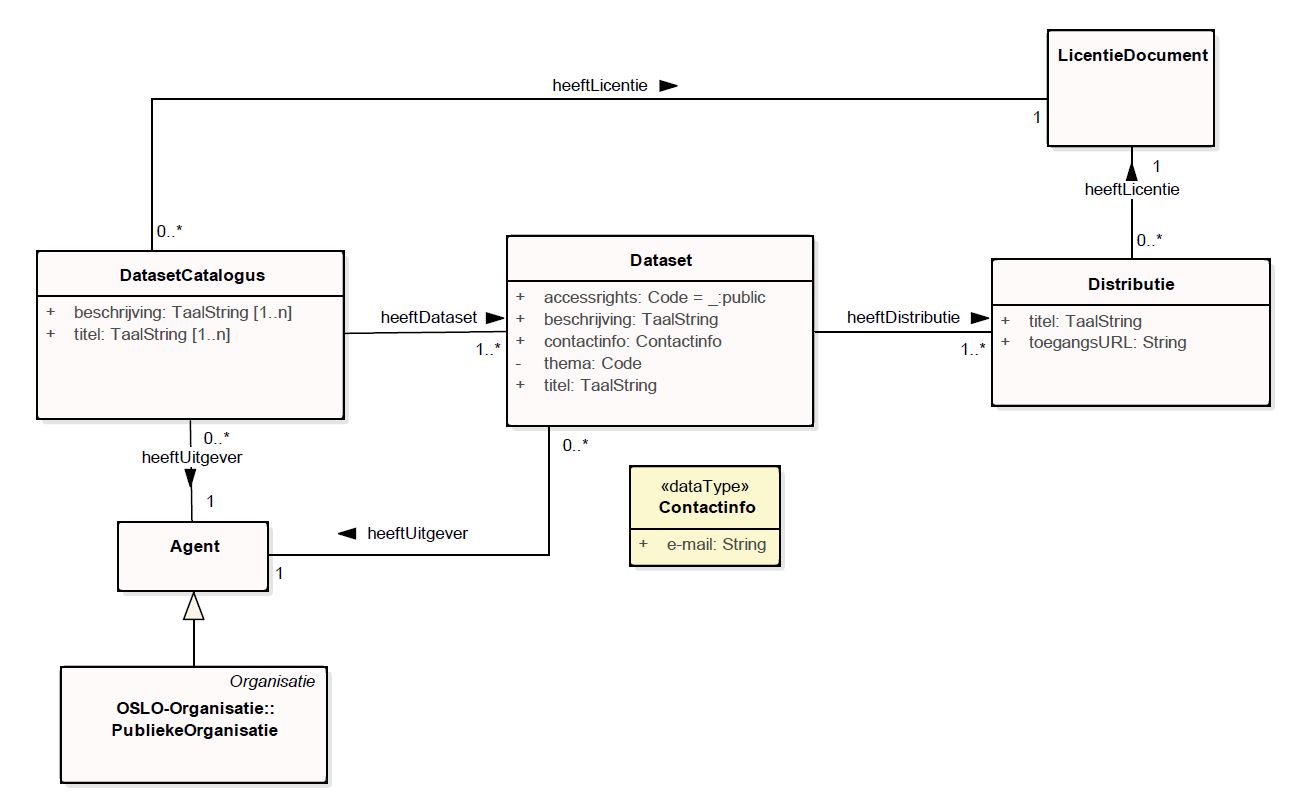 LicentieDocument
heeftLicentie
1
1
heeftLicentie
0..*
0..*
DatasetCatalogus
+ beschrijving: TaalString [1..n]
+ titel: TaalString [1..n]
heeftDataset
1..*
Dataset
+ accessrights: Code = _:public
+ beschrijving: TaalString
+ contactinfo: Contactinfo
- thema: Code
+ titel: TaalString
heeftDistributie
1..*
Distributie
+ titel: TaalString
+ toegangsURL: String
0..*
heeftUitgever
1
0..*
heeftUitgever
1
Agent
«dataType»
Contactinfo
+ e-mail: String
Organisatie
OSLO-Organisatie::
PubliekeOrganisatie